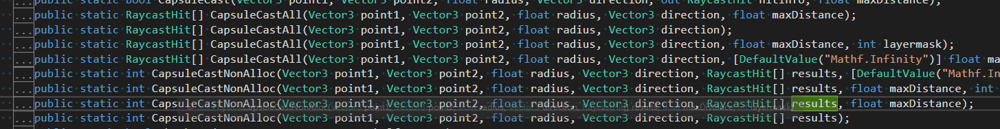 ... public static bool CapsuleCast(Vector3 point1, Vector3 point2, float radius, Vector3 direction, out RaycastHit hitInfo, float maxDistance);
... public static RaycastHit[] CapsuleCastAll(Vector3 point1, Vector3 point2, float radius, Vector3 direction, float maxDistance);
... public static RaycastHit[] CapsuleCastAll(Vector3 point1, Vector3 point2, float radius, Vector3 direction);
... public static RaycastHit[] CapsuleCastAll(Vector3 point1, Vector3 point2, float radius, Vector3 direction, float maxDistance, int layermask);
... public static RaycastHit[] CapsuleCastAll(Vector3 point1, Vector3 point2, float radius, Vector3 direction, [DefaultValue("Mathf.Infinity")] float ma
... public static int CapsuleCastNonAlloc(Vector3 point1, Vector3 point2, float radius, Vector3 direction, RaycastHit[] results, [DefaultValue("Mathf.In
... public static int CapsuleCastNonAlloc(Vector3 point1, Vector3 point2, float radius, Vector3 direction, RaycastHit[] results, float maxDistance, int
... public static int CapsuleCastNonAlloc(Vector3 point1, Vector3 point2, float radius, Vector3 direction, RaycastHit[] results, float maxDistance);
... public static int CapsuleCastNonAlloc(Vector3 point1, Vector3 point2, float radius, Vector3 direction, RaycastHit[] results);